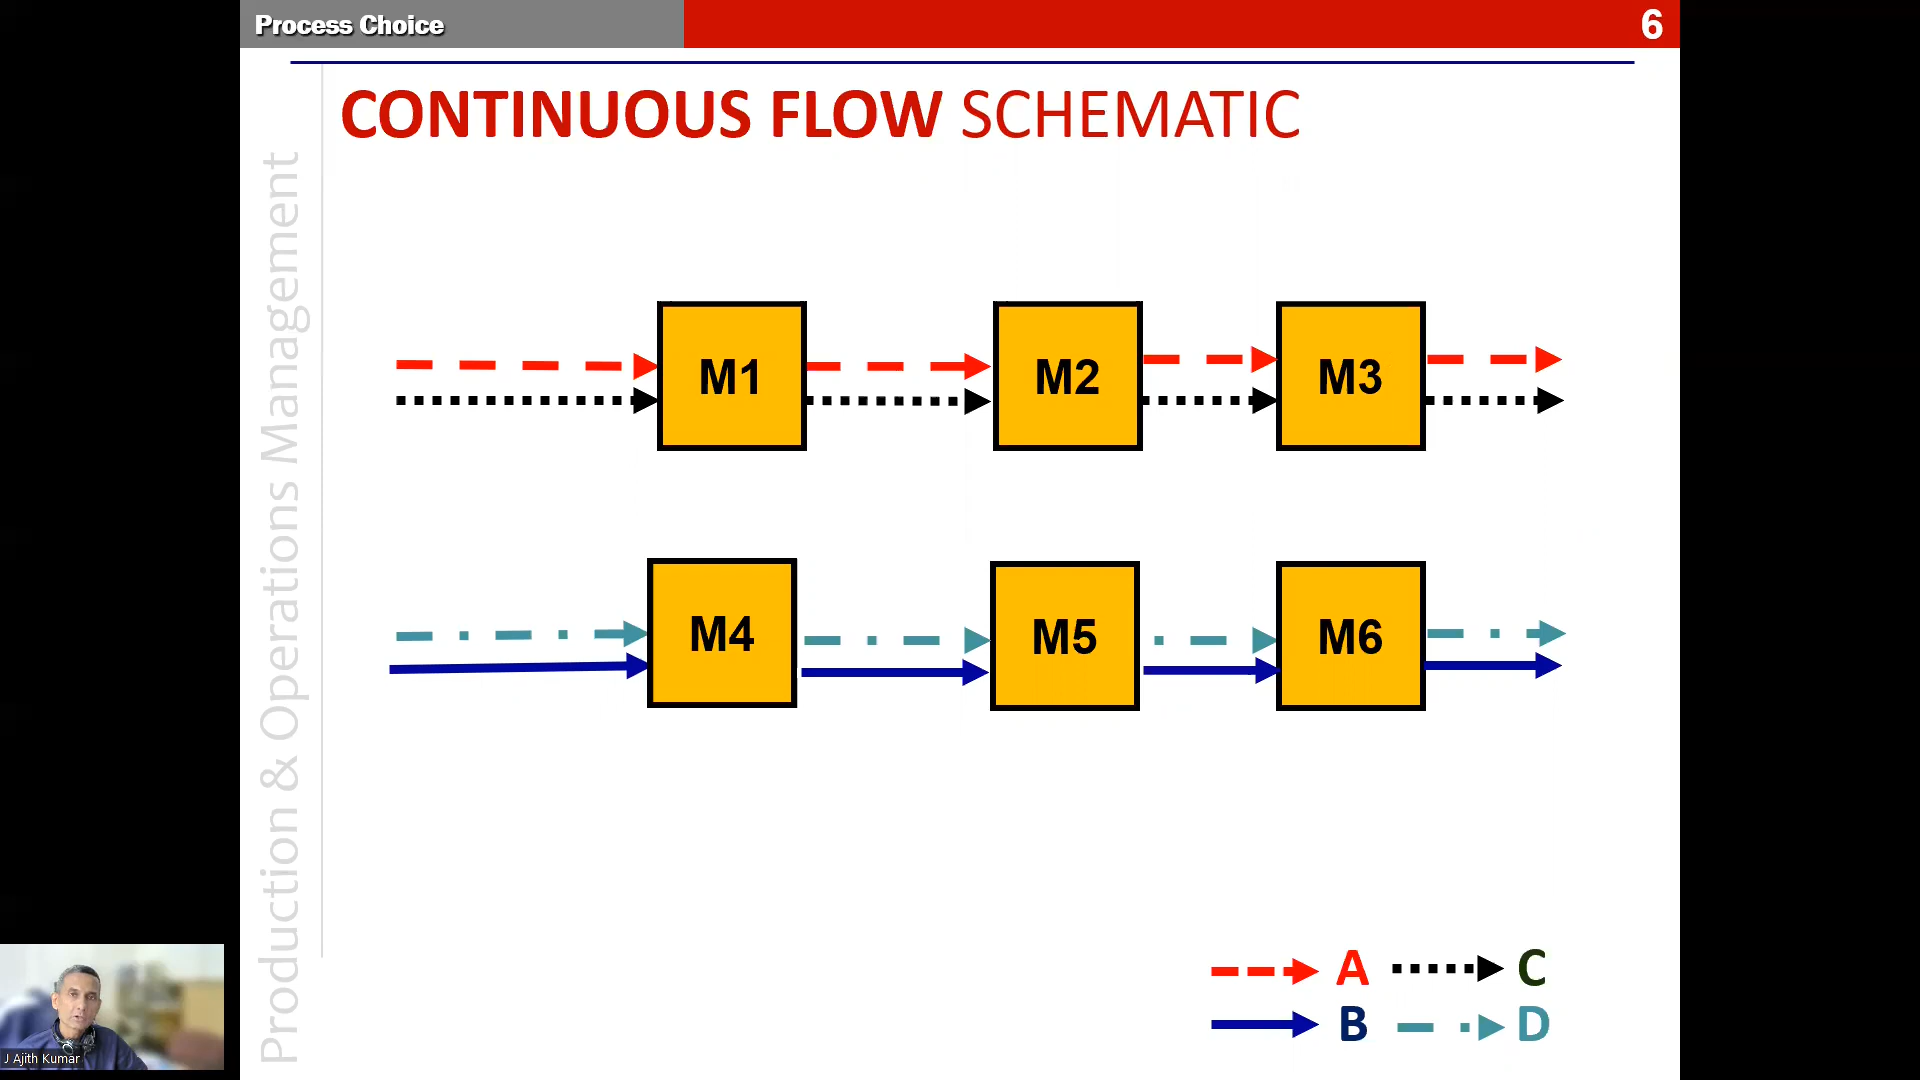 Process Choice
6
CONTINUOUS FLOW SCHEMATIC
Production & Operations Management
M1
M2
M3
M4
M5
M6
A
C
B
D
J Ajith Kumar